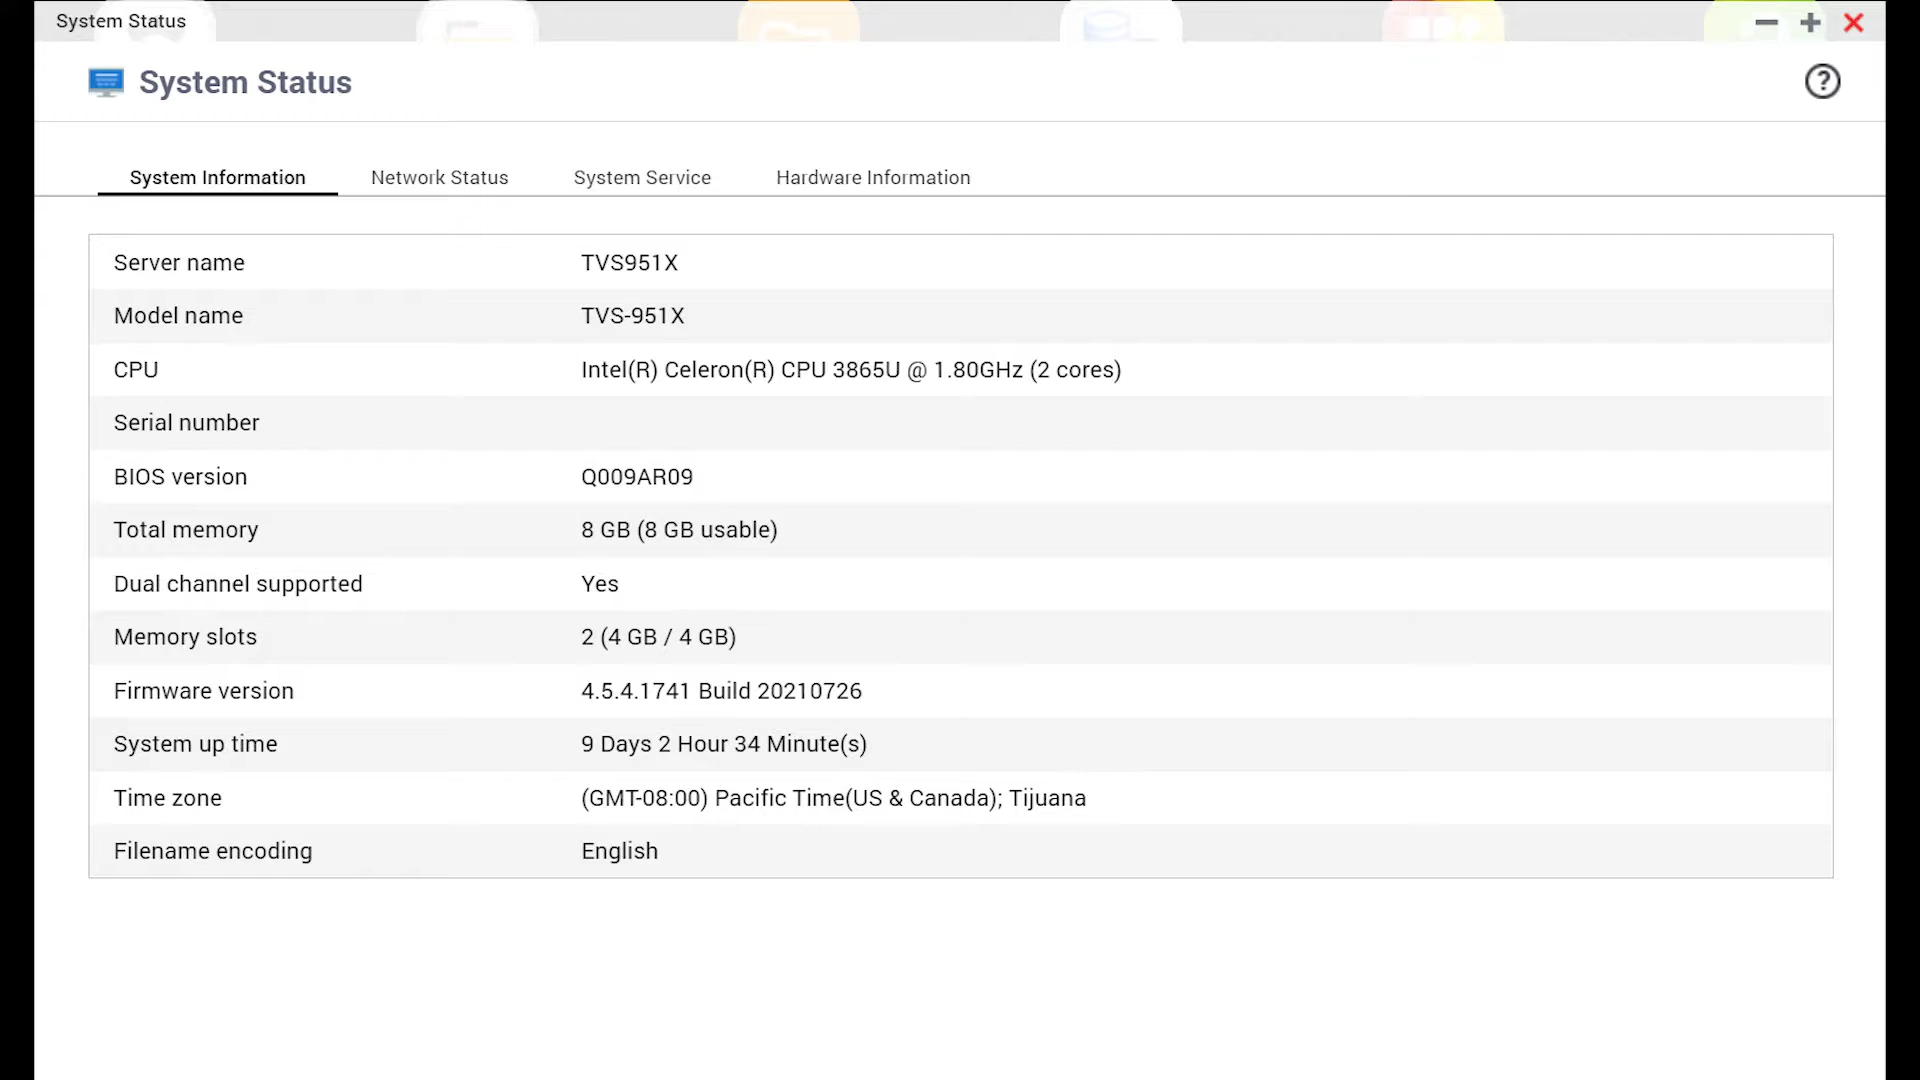 System Status
System Status
System Information Network Status System Service Hardware Information
Server name TVS951X
Model name TVS-951X
CPU Intel(R) Celeron(R) CPU 3865U @ 1.80GHz (2 cores)
Serial number
BIOS version Q009AR09
Total memory 8 GB (8 GB usable)
Dual channel supported Yes
Memory slots 2 (4 GB / 4 GB)
Firmware version 4.5.4.1741 Build 20210726
System up time 9 Days 2 Hour 34 Minute(s)
Time zone (GMT-08:00) Pacific Time(US & Canada); Tijuana
Filename encoding English